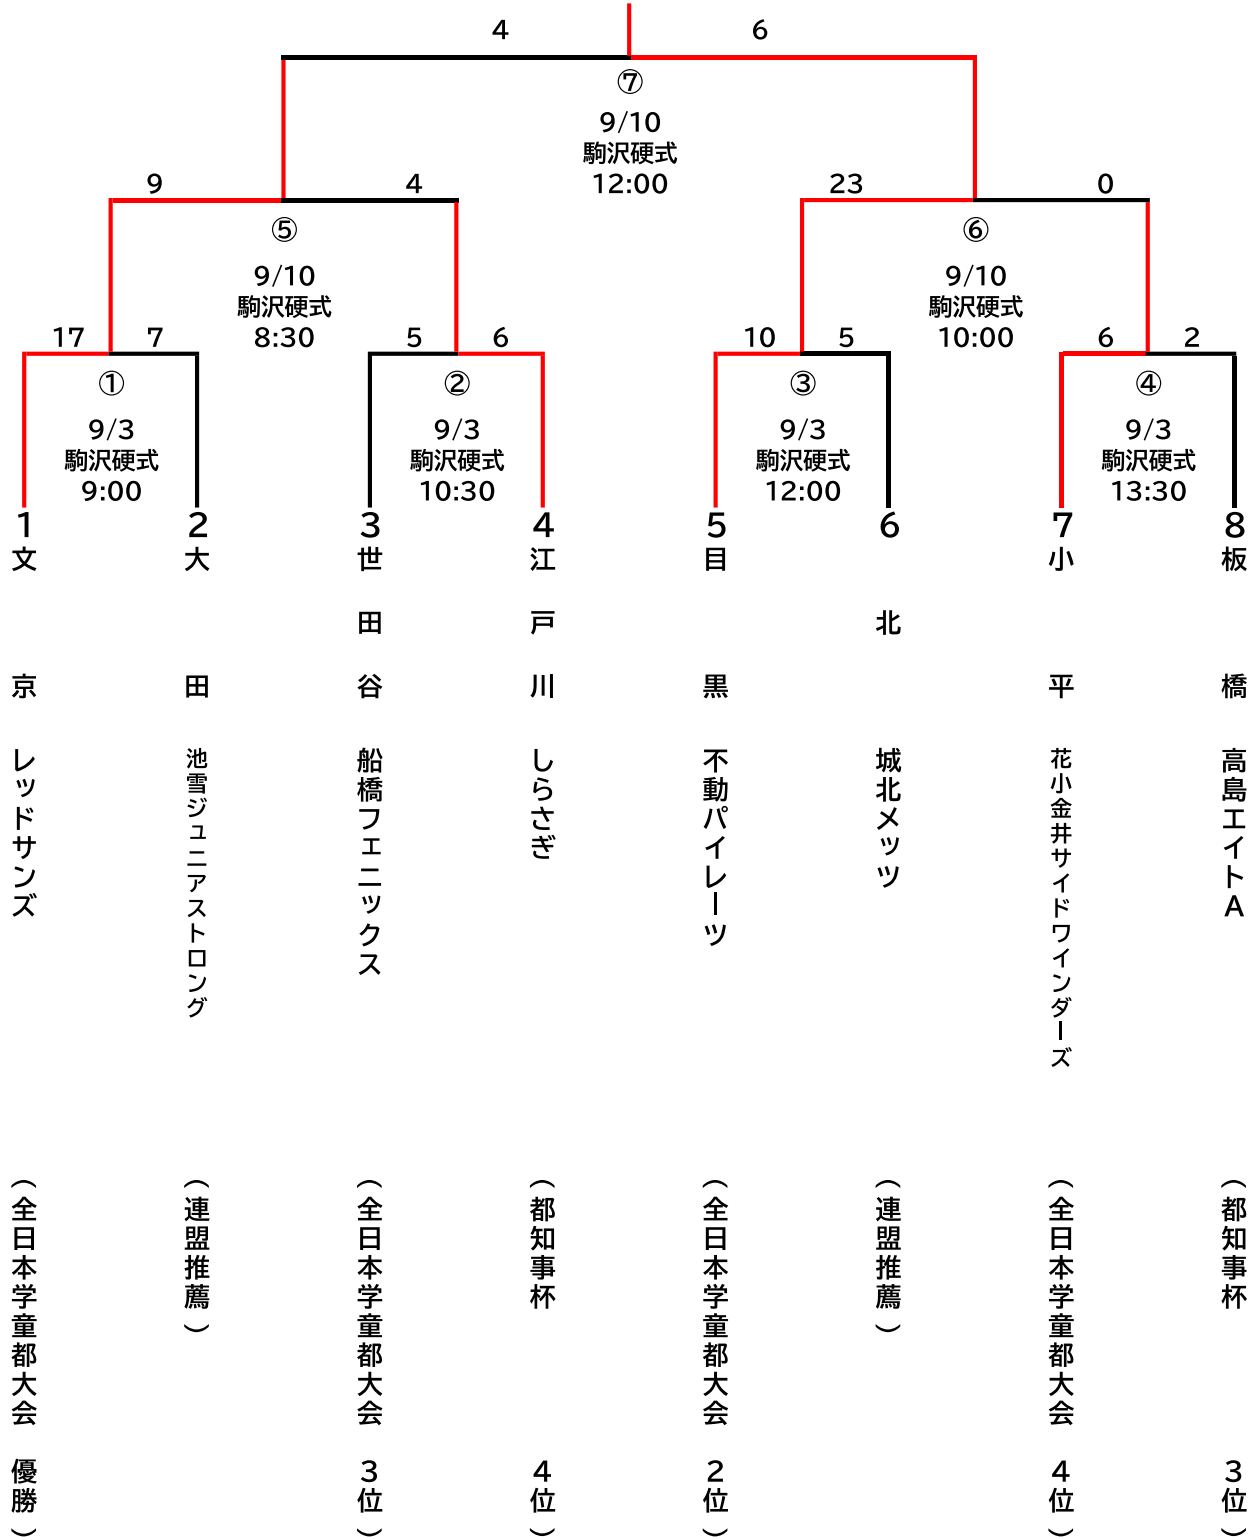 4 6
⑦
9/10
駒沢硬式
12:00
9 4
⑤
9/10
駒沢硬式
8:30
23 0
⑥
9/10
駒沢硬式
10:00
17 7
①
9/3
駒沢硬式
9:00
5 6
②
9/3
駒沢硬式
10:30
10 5
③
9/3
駒沢硬式
12:00
6 2
④
9/3
駒沢硬式
13:30
1 文京 レッドサンズ (全日本学童都大会 優勝)
2 大田 池雪ジュニアストロング (連盟推薦)
3 世田谷 船橋フェニックス (全日本学童都大会 3位)
4 江戸川 しらさぎ (都知事杯 4位)
5 目黒 不動パイレーツ (全日本学童都大会 2位)
6 北 城北メッツ (連盟推薦)
7 小平 花小金井サイドワインダーズ (全日本学童都大会 4位)
8 板橋 高島エイトA (都知事杯 3位)